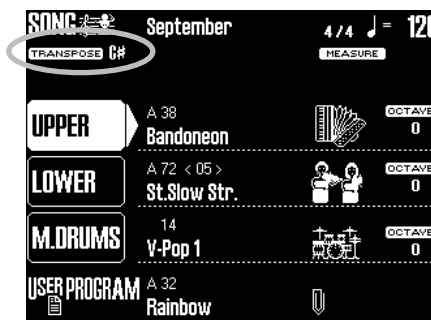 SONG September 4/4 ♩= 120
TRANSPOSE C# MEASURE
UPPER A 38 OCTAVE
Bandoneon 0
LOWER A 72 < 05 > OCTAVE
St.Slow Str. 0
M.DRUMS 14 OCTAVE
V-Pop 1 0
USER PROGRAM A 32
Rainbow